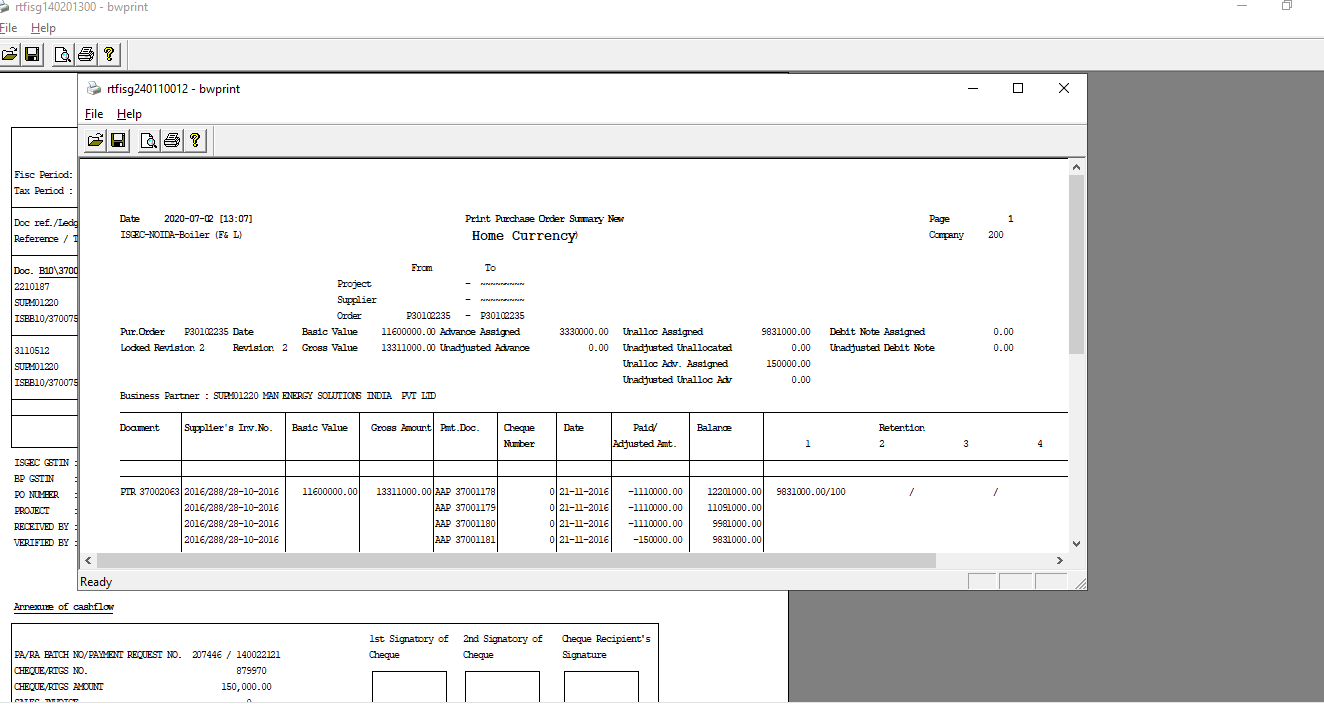 rtfisg140201300 - bwprint
File Help
rtfisg240110012 - bwprint
File Help
Date 2020-07-02 [13:07] Print Purchase Order Summary New Page 1
ISGEC-NOIDA-Boiler (F& L) Home Currency) Company 200
From To
Project - ~~~~~~~~~
Supplier - ~~~~~~~~~
Order P30102235 - P30102235
Pur.Order P30102235 Date Basic Value 11600000.00 Advance Assigned 3330000.00 Unalloc Assigned 9831000.00 Debit Note Assigned 0.00
Locked Revision 2 Revision 2 Gross Value 13311000.00 Unadjusted Advance 0.00 Unadjusted Unallocated 0.00 Unadjusted Debit Note 0.00
Unalloc Adv. Assigned 150000.00
Unadjusted Unalloc Adv 0.00
Business Partner : SUPM01220 MAN ENERGY SOLUTIONS INDIA PVT LTD
Document Supplier's Inv.No. Basic Value Gross Amount Pmt.Doc. Cheque Date Paid/ Balance Retention
Number Adjusted Amt. 1 2 3 4
PTR 37002063 2016/288/28-10-2016 11600000.00 13311000.00 AAP 37001178 0 21-11-2016 -1110000.00 12201000.00 9831000.00/100 / /
2016/288/28-10-2016 AAP 37001179 0 21-11-2016 -1110000.00 11091000.00
2016/288/28-10-2016 AAP 37001180 0 21-11-2016 -1110000.00 9981000.00
2016/288/28-10-2016 AAP 37001181 0 21-11-2016 -150000.00 9831000.00
Ready
Fisc Period:
Tax Period :
Doc ref./Ledg
Reference / T
Doc. B10\3700
2210187
SUPM01220
ISBB10/370075
3110512
SUPM01220
ISBB10/370075
ISGEC GSTIN :
BP GSTIN :
PO NUMBER :
PROJECT :
RECEIVED BY :
VERIFIED BY :
Annexure of cashflow
1st Signatory of 2nd Signatory of Cheque Recipient's
PA/RA BATCH NO/PAYMENT REQUEST NO. 207446 / 140022121 Cheque Cheque Signature
CHEQUE/RTGS NO. 879970
CHEQUE/RTGS AMOUNT 150,000.00